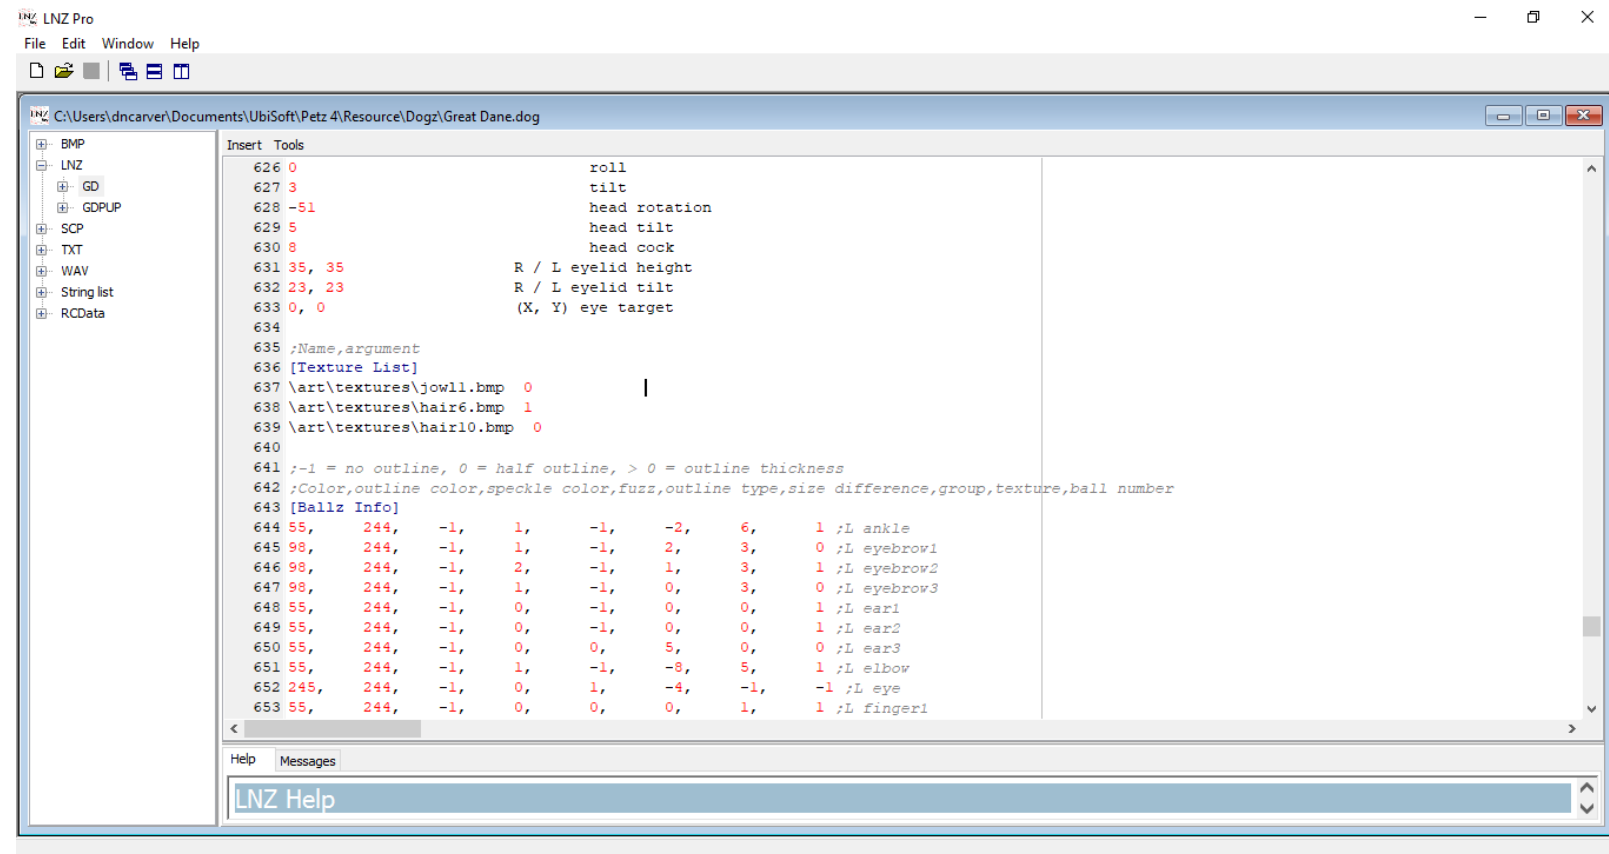 LNZ Pro
File Edit Window Help
C:\Users\dncarver\Documents\UbiSoft\Petz 4\Resource\Dogz\Great Dane.dog
BMP
LNZ
GD
GDPUP
SCP
TXT
WAV
String list
RCData
Insert Tools
626 0 roll
627 3 tilt
628 -51 head rotation
629 5 head tilt
630 8 head cock
631 35, 35 R / L eyelid height
632 23, 23 R / L eyelid tilt
633 0, 0 (X, Y) eye target
634
635 ;Name,argument
636 [Texture List]
637 \art\textures\jowl1.bmp 0
638 \art\textures\hair6.bmp 1
639 \art\textures\hair10.bmp 0
640
641 ;-1 = no outline, 0 = half outline, > 0 = outline thickness
642 ;Color,outline color,speckle color,fuzz,outline type,size difference,group,texture,ball number
643 [Ballz Info]
644 55, 244, -1, 1, -1, -2, 6, 1 ;L ankle
645 98, 244, -1, 1, -1, 2, 3, 0 ;L eyebrow1
646 98, 244, -1, 2, -1, 1, 3, 1 ;L eyebrow2
647 98, 244, -1, 1, -1, 0, 3, 0 ;L eyebrow3
648 55, 244, -1, 0, -1, 0, 0, 1 ;L ear1
649 55, 244, -1, 0, -1, 0, 0, 1 ;L ear2
650 55, 244, -1, 0, 0, 5, 0, 0 ;L ear3
651 55, 244, -1, 1, -1, -8, 5, 1 ;L elbow
652 245, 244, -1, 0, 1, -4, -1, -1 ;L eye
653 55, 244, -1, 0, 0, 0, 1, 1 ;L finger1
Help Messages
LNZ Help